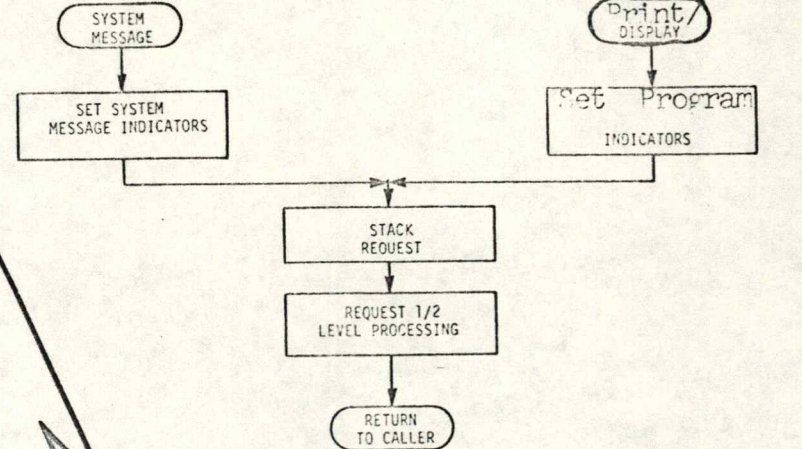 SYSTEM
MESSAGE
Print/
DISPLAY
SET SYSTEM
MESSAGE INDICATORS
Set Program
INDICATORS
STACK
REQUEST
REQUEST 1/2
LEVEL PROCESSING
RETURN
TO CALLER